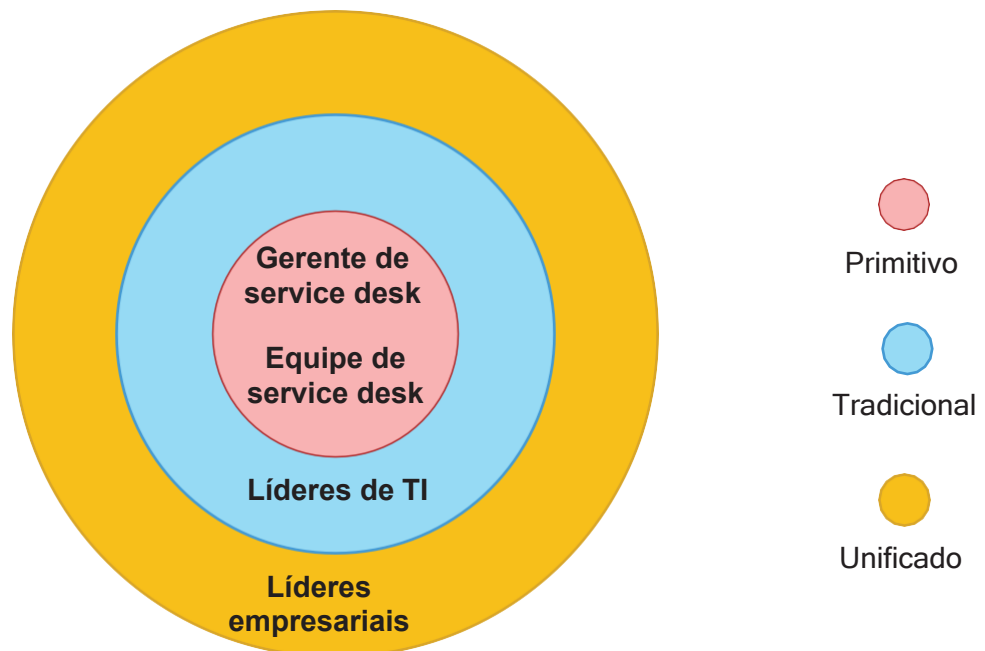 Gerente de
service desk
Equipe de
service desk
Líderes de TI
Líderes
empresariais
Primitivo
Tradicional
Unificado